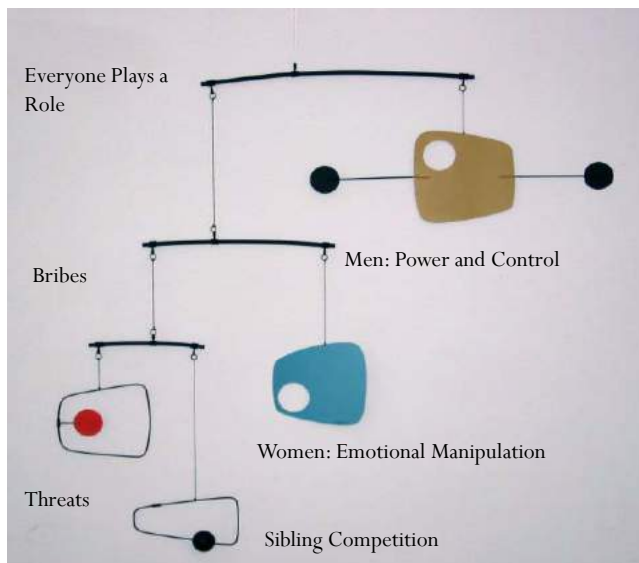 Everyone Plays a
Role
Men: Power and Control
Bribes
Women: Emotional Manipulation
Threats
Sibling Competition